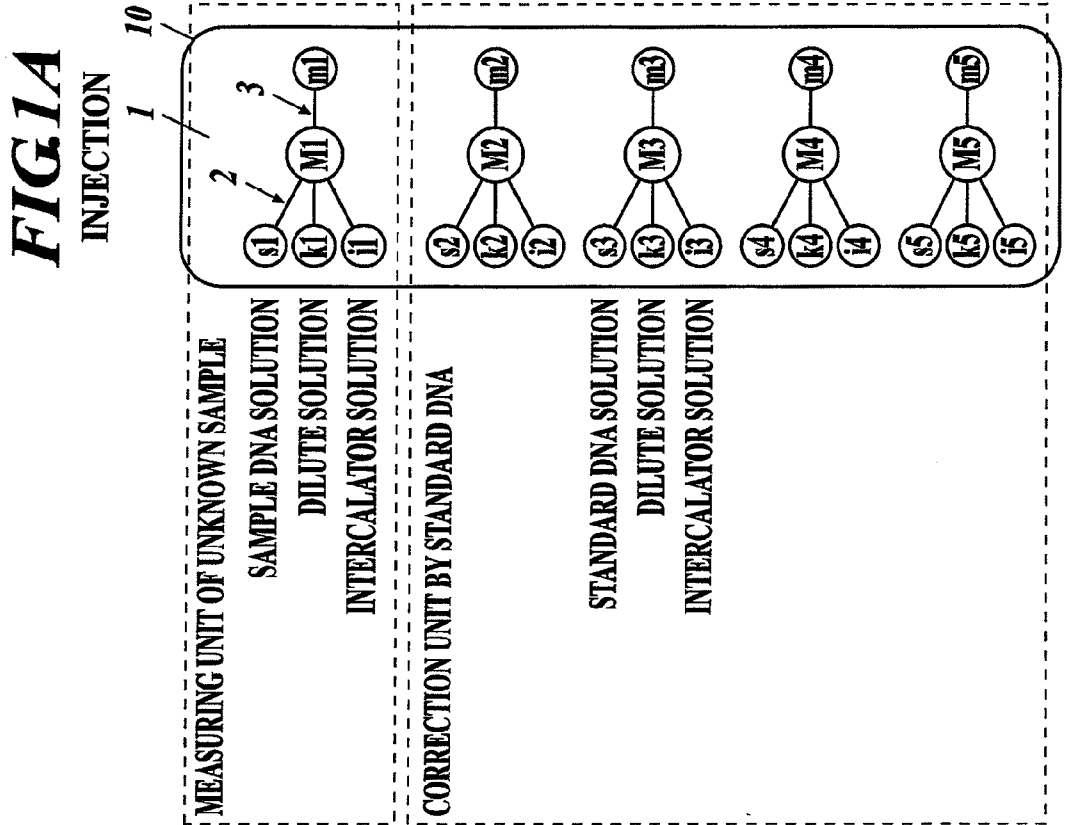 FIG.1A
INJECTION
10
1
2
3
MEASURING UNIT OF UNKNOWN SAMPLE
SAMPLE DNA SOLUTION
DILUTE SOLUTION
INTERCALATOR SOLUTION
s1
k1
i1
M1
m1
CORRECTION UNIT BY STANDARD DNA
s2
k2
i2
M2
m2
STANDARD DNA SOLUTION
DILUTE SOLUTION
INTERCALATOR SOLUTION
s3
k3
i3
M3
m3
s4
k4
i4
M4
m4
s5
k5
i5
M5
m5